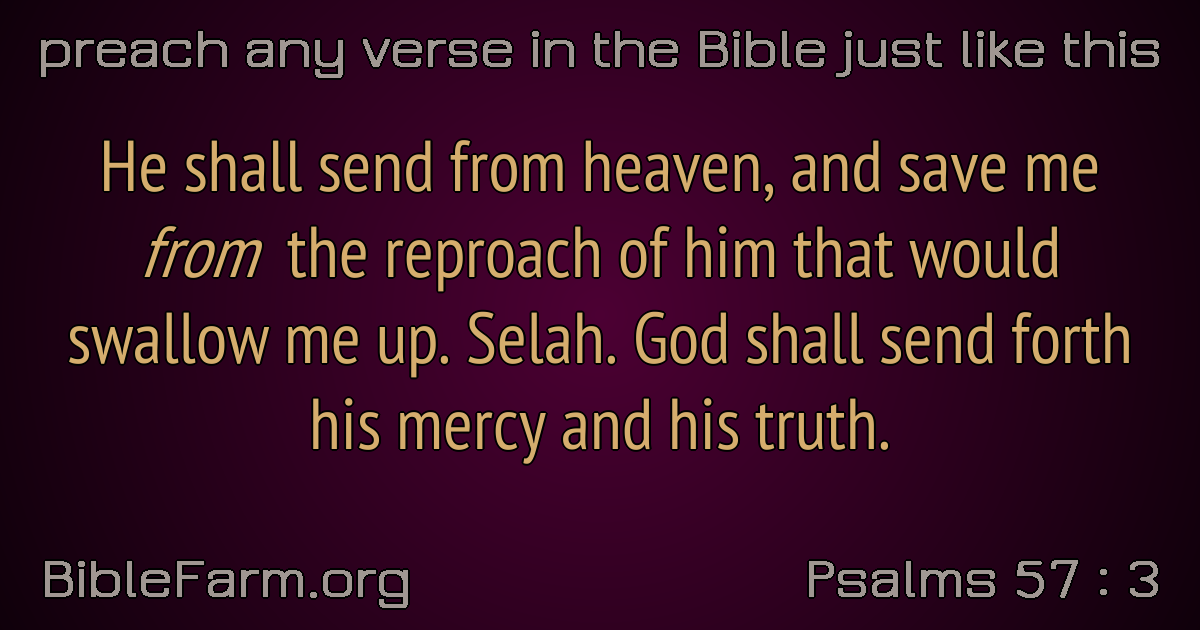 preach any verse in the Bible just like this
He shall send from heaven, and save me
from the reproach of him that would
swallow me up. Selah. God shall send forth
his mercy and his truth.
BibleFarm.org
Psalms 57 : 3